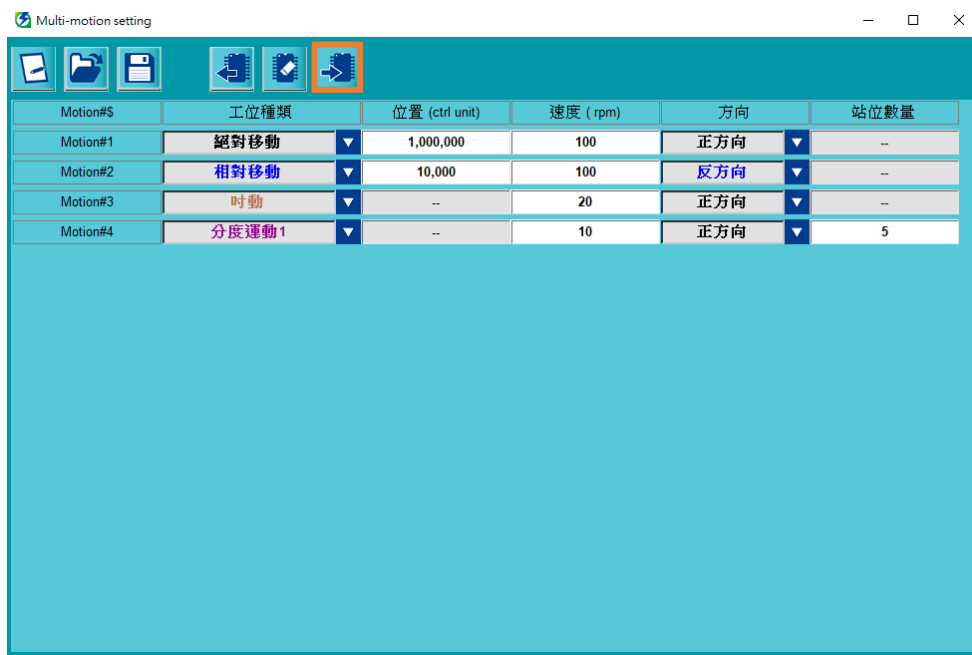 Multi-motion setting
Motion#$ 工位種類 位置 (ctrl unit) 速度 ( rpm) 方向 站位數量
Motion#1 絕對移動 1,000,000 100 正方向 --
Motion#2 相對移動 10,000 100 反方向 --
Motion#3 吋動 -- 20 正方向 --
Motion#4 分度運動1 -- 10 正方向 5